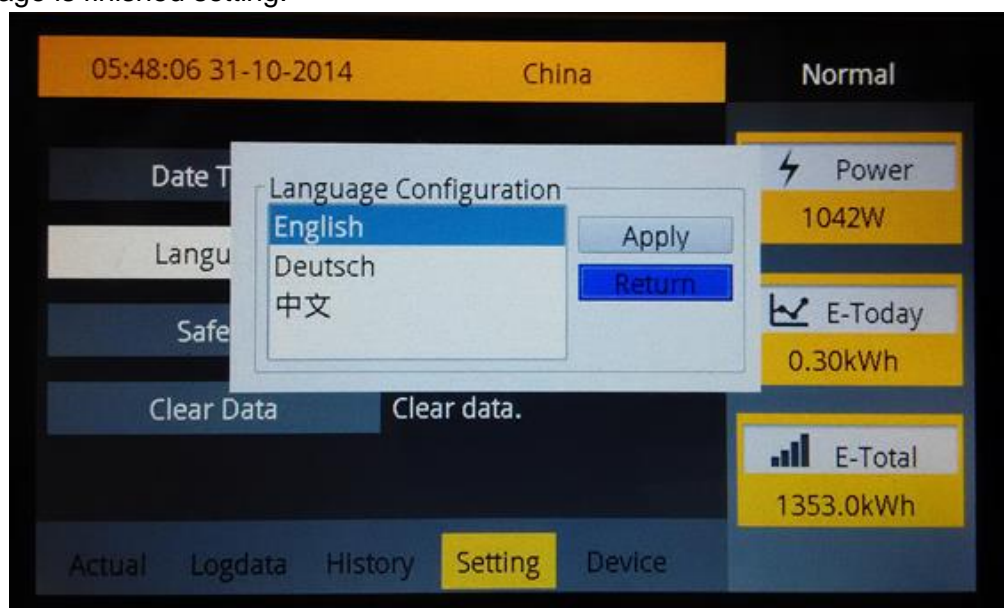 age is finished setting.
05:48:06 31-10-2014 China Normal
Date T
Language Configuration
English
Deutsch
中文
Apply
Return
Langu
Safe
Clear Data Clear data.
Power
1042W
E-Today
0.30kWh
E-Total
1353.0kWh
Actual Logdata History Setting Device